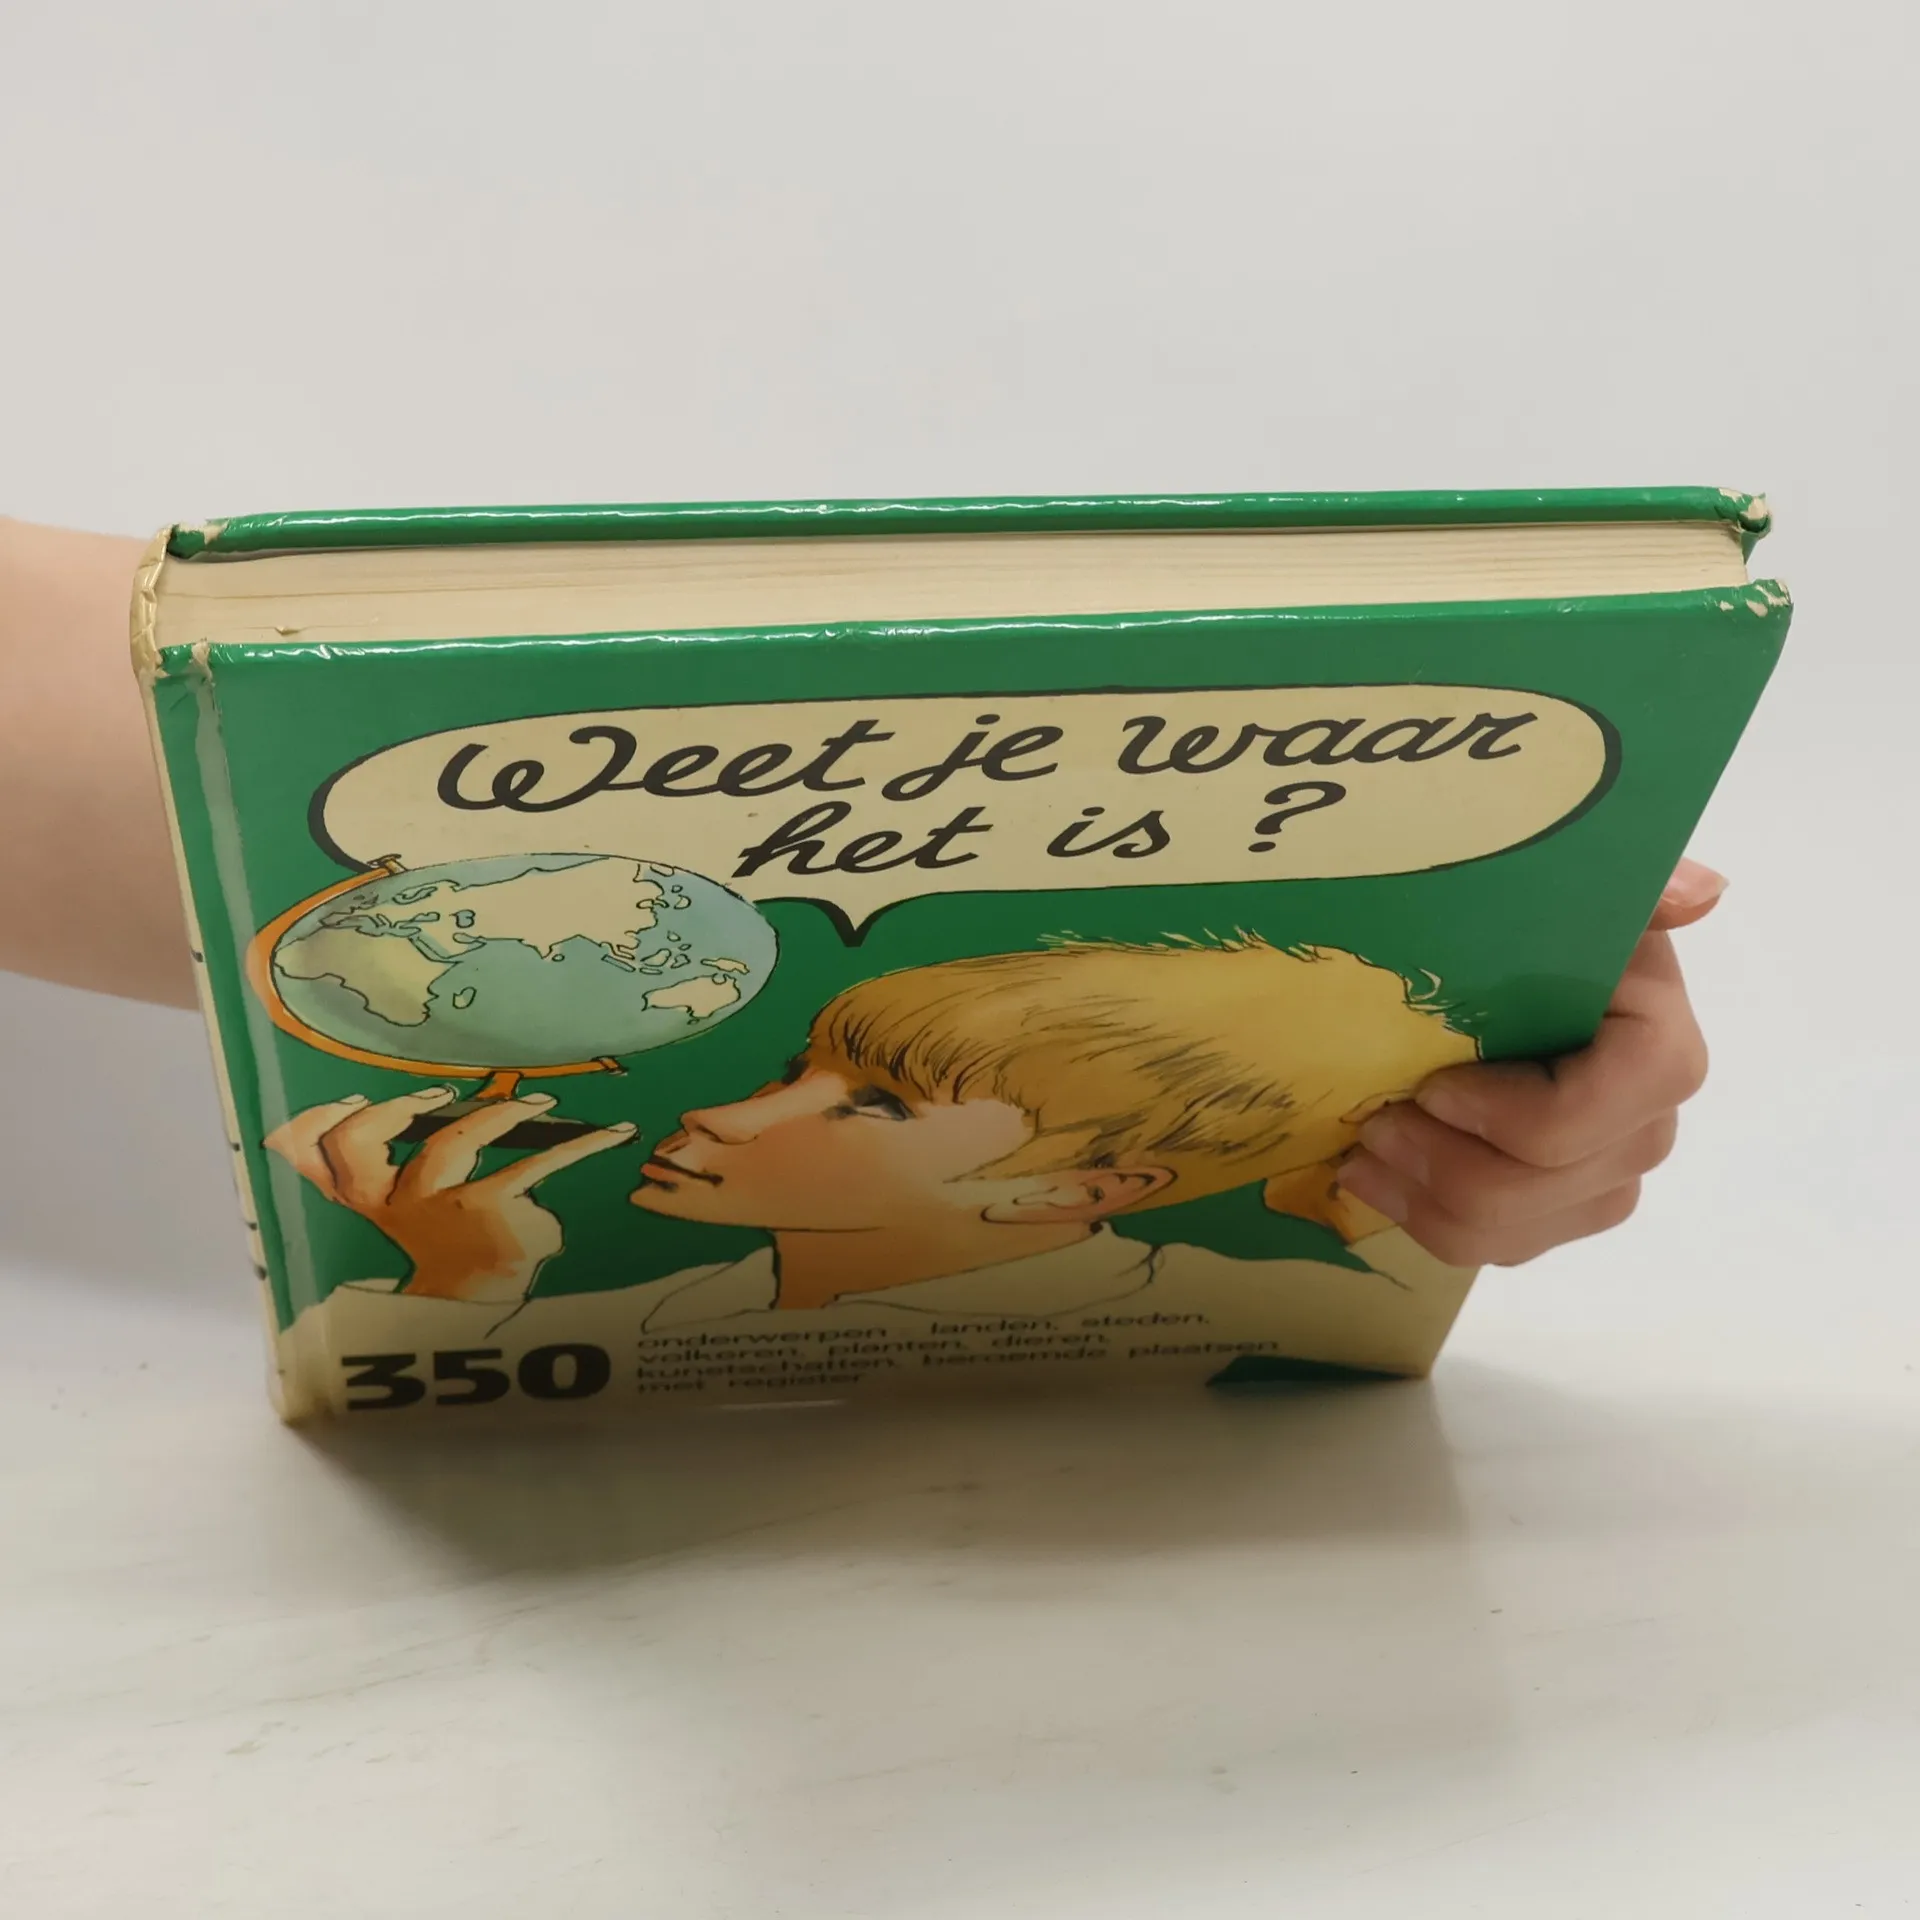 Weet je waar
het is ?
350
onderwerpen landen, steden,
volkeren, planten, dieren,
kunstschatten, beroemde plaatsen
met register